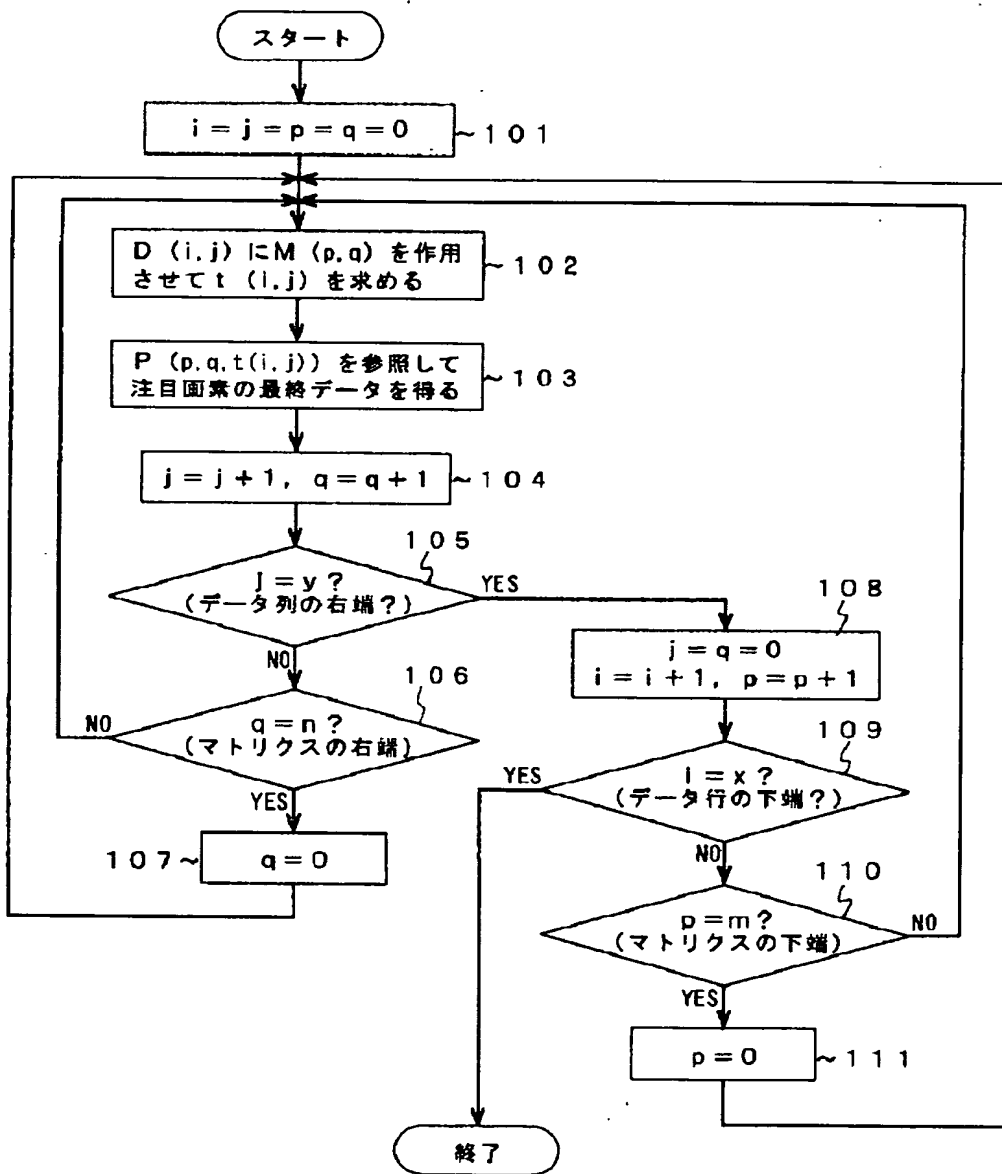 スタート
i=j=p=q=0 ~101
D (i,j) にM (p,q) を作用
させて t (i,j) を求める ~102
P (p,q,t(i,j)) を参照して
注目画素の最終データを得る ~103
j=j+1, q=q+1 ~104
105
j=y?
(データ列の右端?)
YES
NO
106
q=n?
(マトリクスの右端)
NO
YES
107~ q=0
108
j=q=0
i=i+1, p=p+1
109
i=x?
(データ行の下端?)
YES
NO
110
p=m?
(マトリクスの下端)
NO
YES
p=0 ~111
終了